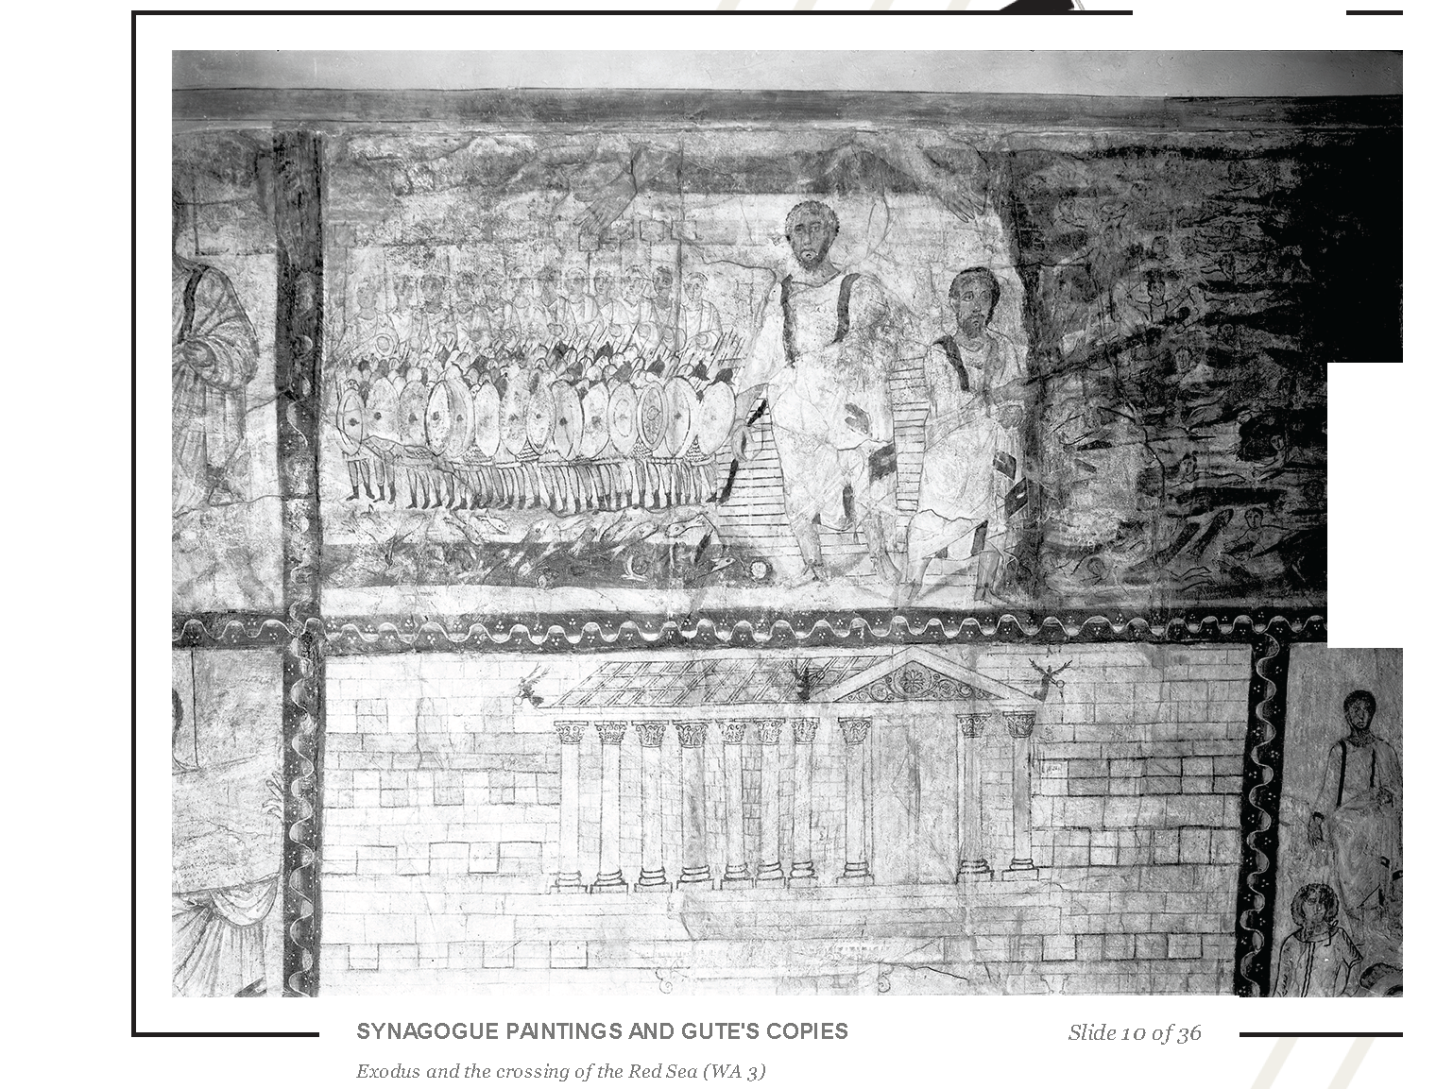 SYNAGOGUE PAINTINGS AND GUTE'S COPIES
Slide 10 of 36
Exodus and the crossing of the Red Sea (WA 3)